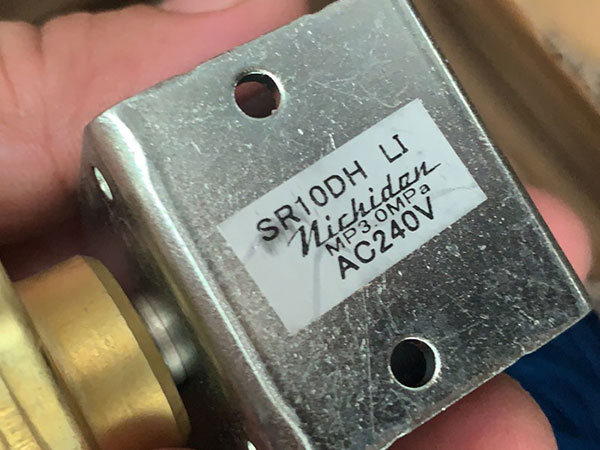 SR10DH LI
Nichidan
MP3.0MPa
AC240V